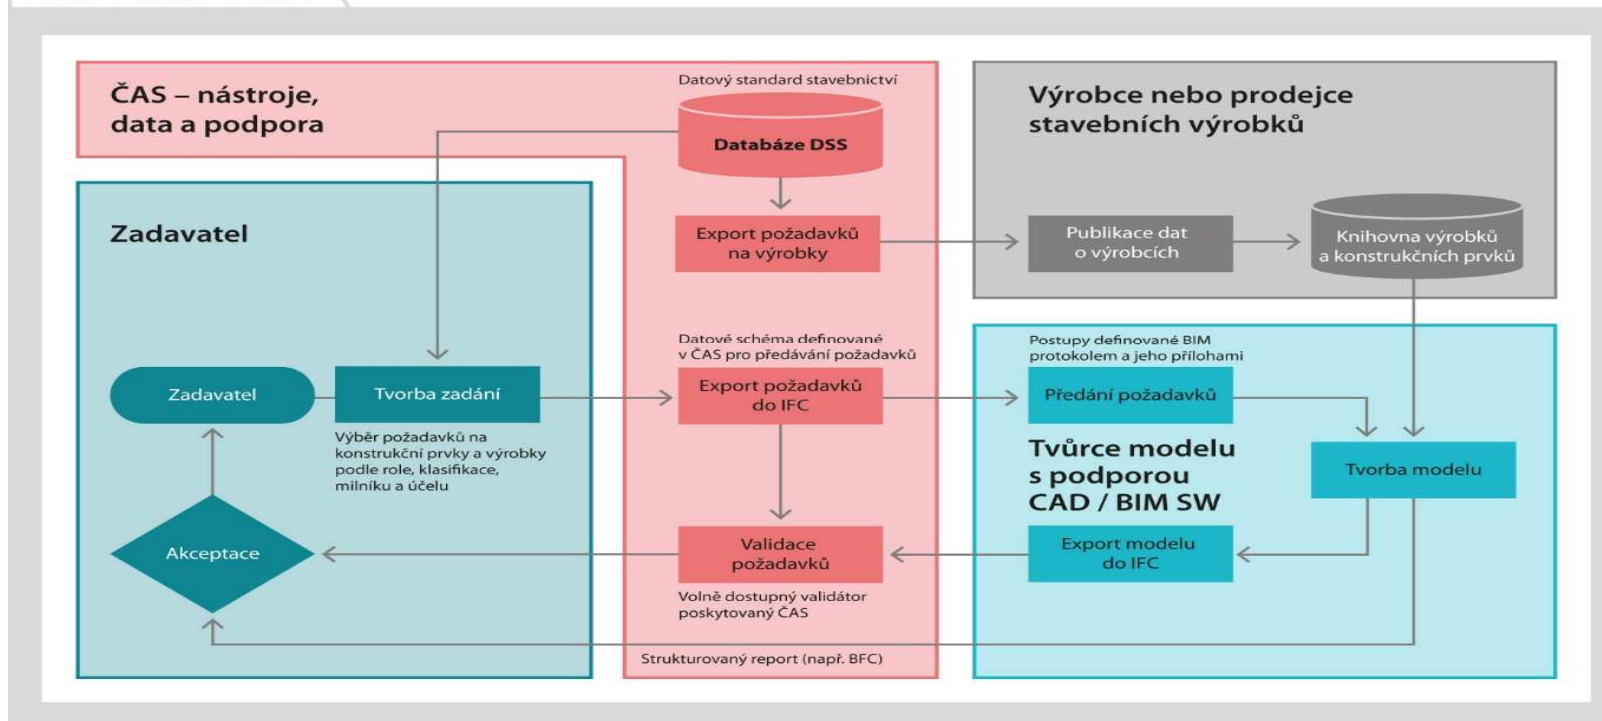 ČAS – nástroje,
data a podpora
Datový standard stavebnictví
Databáze DSS
Export požadavků
na výrobky
Výrobce nebo prodejce
stavebních výrobků
Publikace dat
o výrobcích
Knihovna výrobků
a konstrukčních prvků
Zadavatel
Zadavatel
Tvorba zadání
Výběr požadavků na
konstrukční prvky a výrobky
podle role, klasifikace,
milníku a účelu
Akceptace
Datové schéma definované
v ČAS pro předávání požadavků
Export požadavků
do IFC
Validace
požadavků
Volně dostupný validátor
poskytovaný ČAS
Strukturovaný report (např. BFC)
Postupy definované BIM
protokolem a jeho přílohami
Předání požadavků
Tvůrce modelu
s podporou
CAD / BIM SW
Tvorba modelu
Export modelu
do IFC